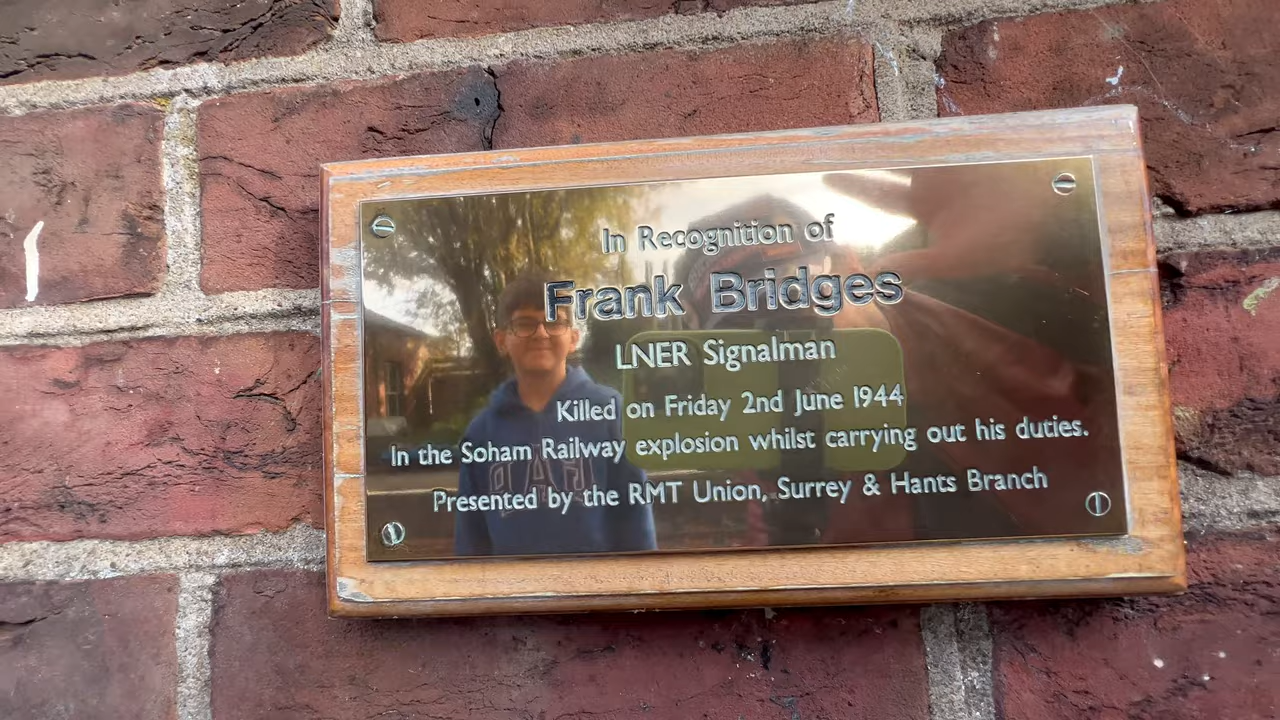 In Recognition of
Frank Bridges
LNER Signalman
Killed on Friday 2nd June 1944
In the Soham Railway explosion whilst carrying out his duties.
Presented by the RMT Union, Surrey & Hants Branch